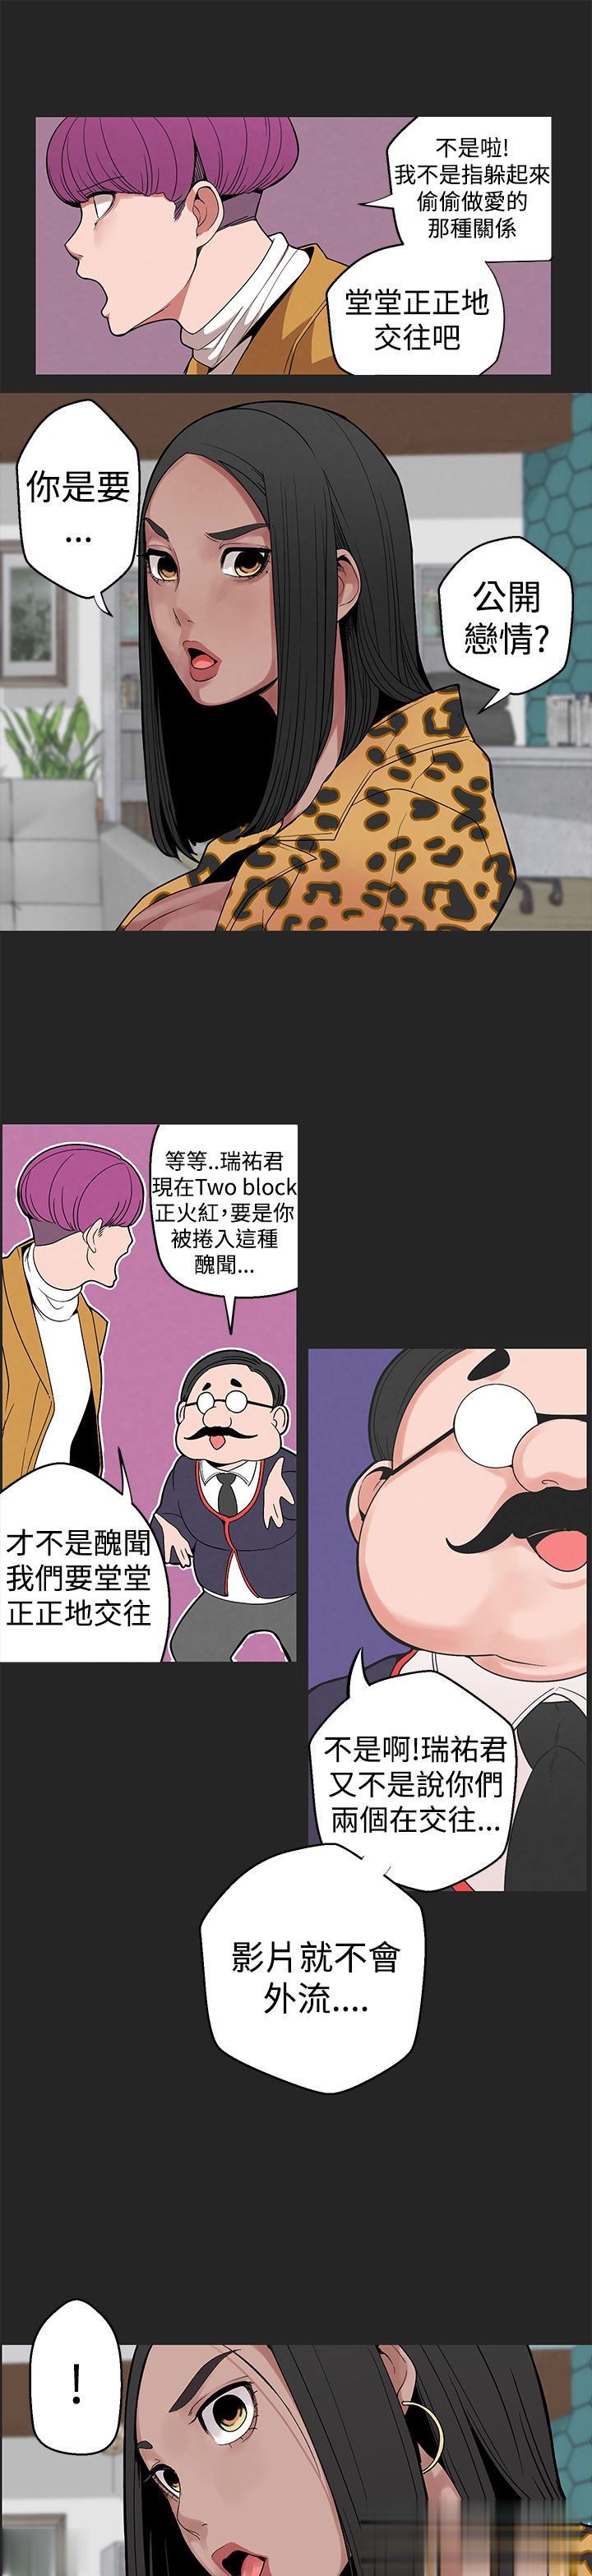 不是啦!
我不是指躲起來
偷偷做愛的
那種關係
堂堂正正地
交往吧
你是要
...
公開
戀情?
等等..瑞祐君
現在Two block
正火紅,要是你
被捲入這種
醜聞...
才不是醜聞
我們要堂堂
正正地交往
不是啊!瑞祐君
又不是說你們
兩個在交往...
影片就不會
外流....
!